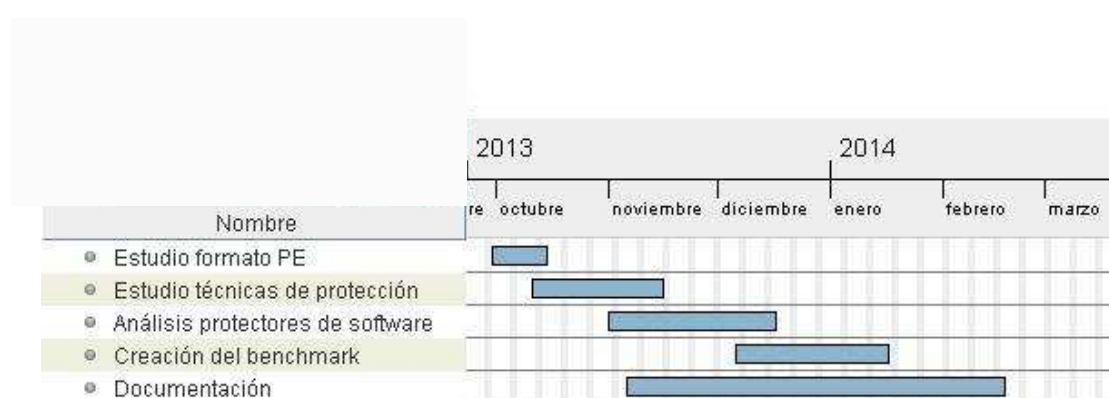 2013 2014
re octubre noviembre diciembre enero febrero marzo
Nombre
Estudio formato PE
Estudio técnicas de protección
Análisis protectores de software
Creación del benchmark
Documentación